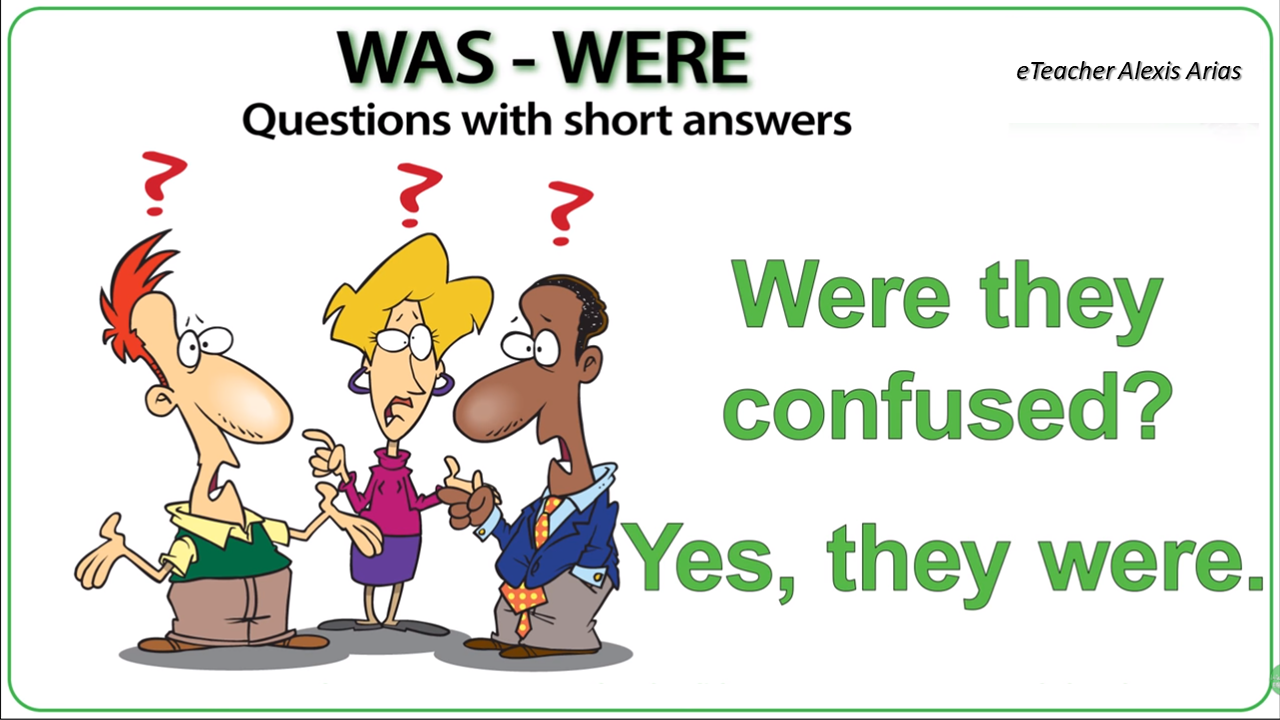 WAS - WERE
eTeacher Alexis Arias
Questions with short answers
? ? ?
Were they
confused?
Yes, they were.